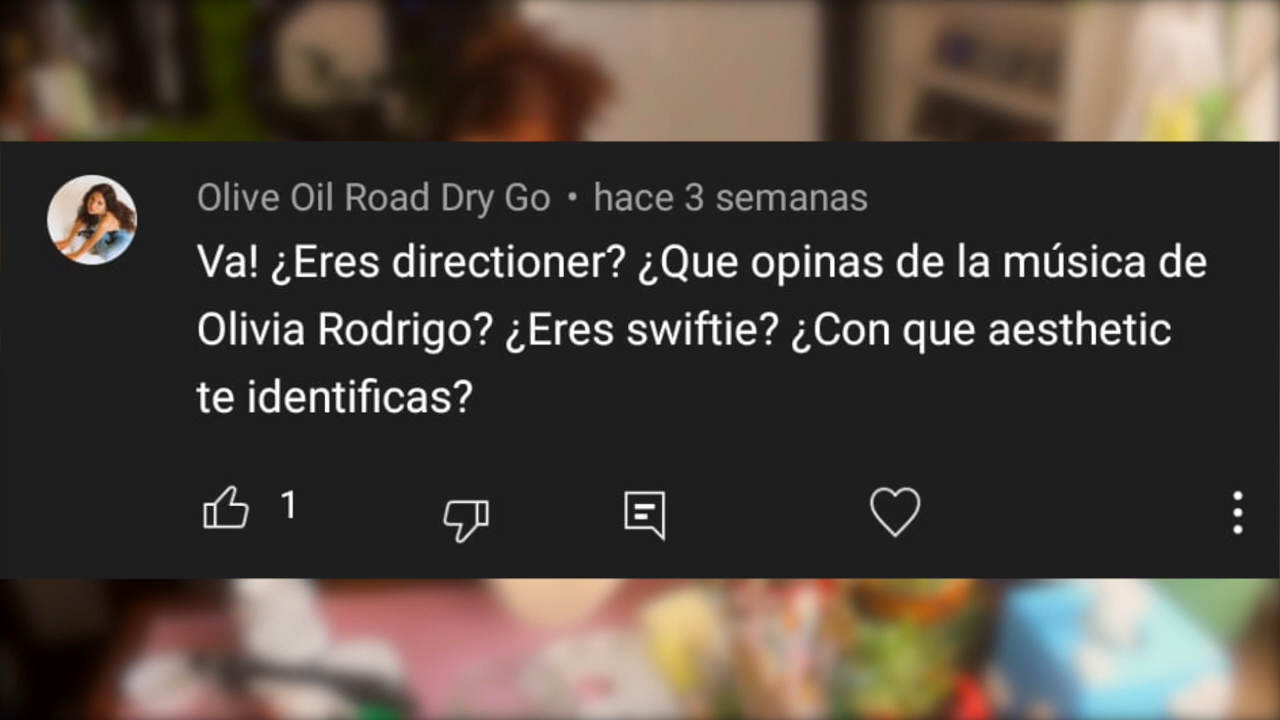 Olive Oil Road Dry Go • hace 3 semanas
Va! ¿Eres directioner? ¿Que opinas de la música de
Olivia Rodrigo? ¿Eres swiftie? ¿Con que aesthetic
te identificas?
1